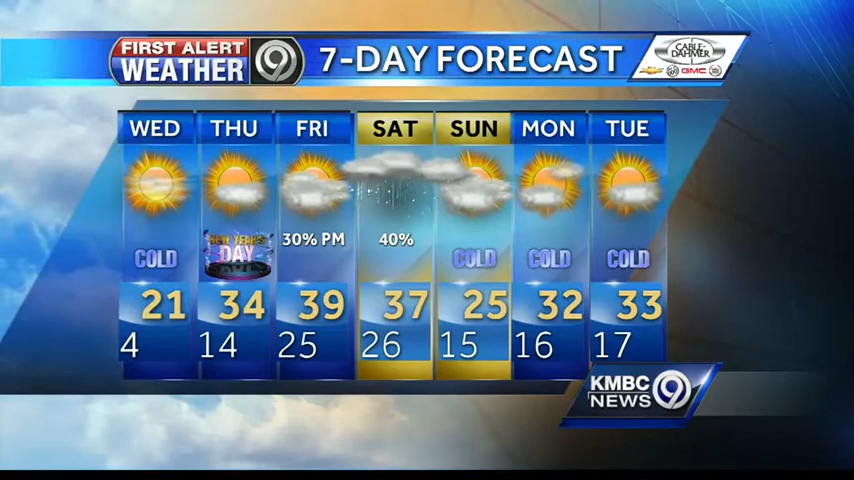 FIRST ALERT
WEATHER 9
7-DAY FORECAST
CABLE-DAHMER
GMC
WED THU FRI SAT SUN MON TUE
NEW YEAR'S
DAY
30% PM 40%
COLD COLD COLD COLD
21 34 39 37 25 32 33
4 14 25 26 15 16 17
KMBC 9
NEWS